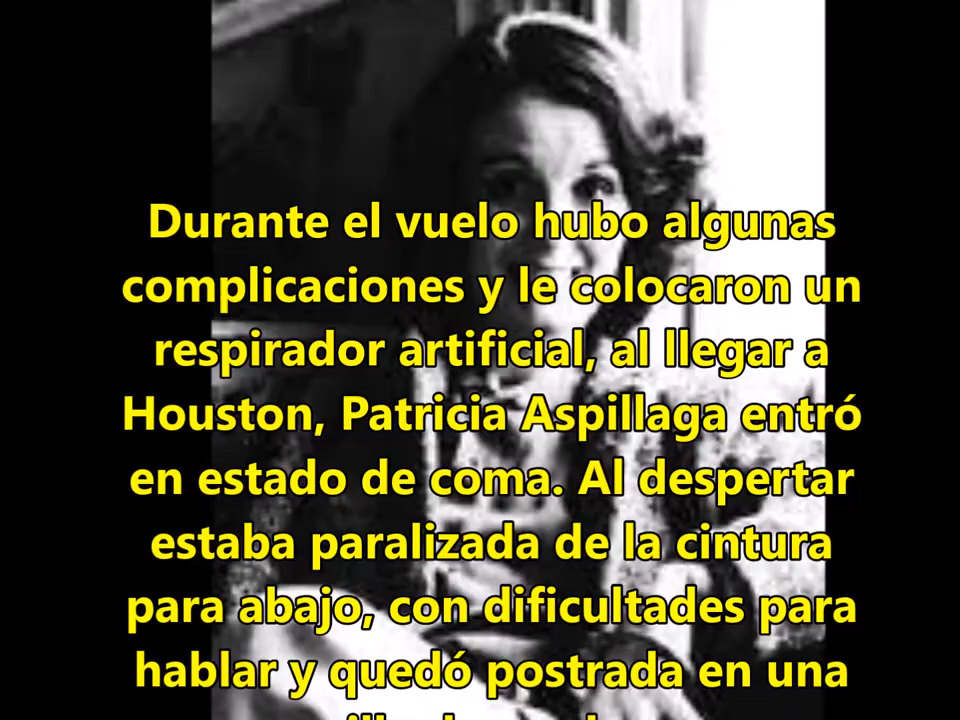 Durante el vuelo hubo algunas
complicaciones y le colocaron un
respirador artificial, al llegar a
Houston, Patricia Aspillaga entró
en estado de coma. Al despertar
estaba paralizada de la cintura
para abajo, con dificultades para
hablar y quedó postrada en una